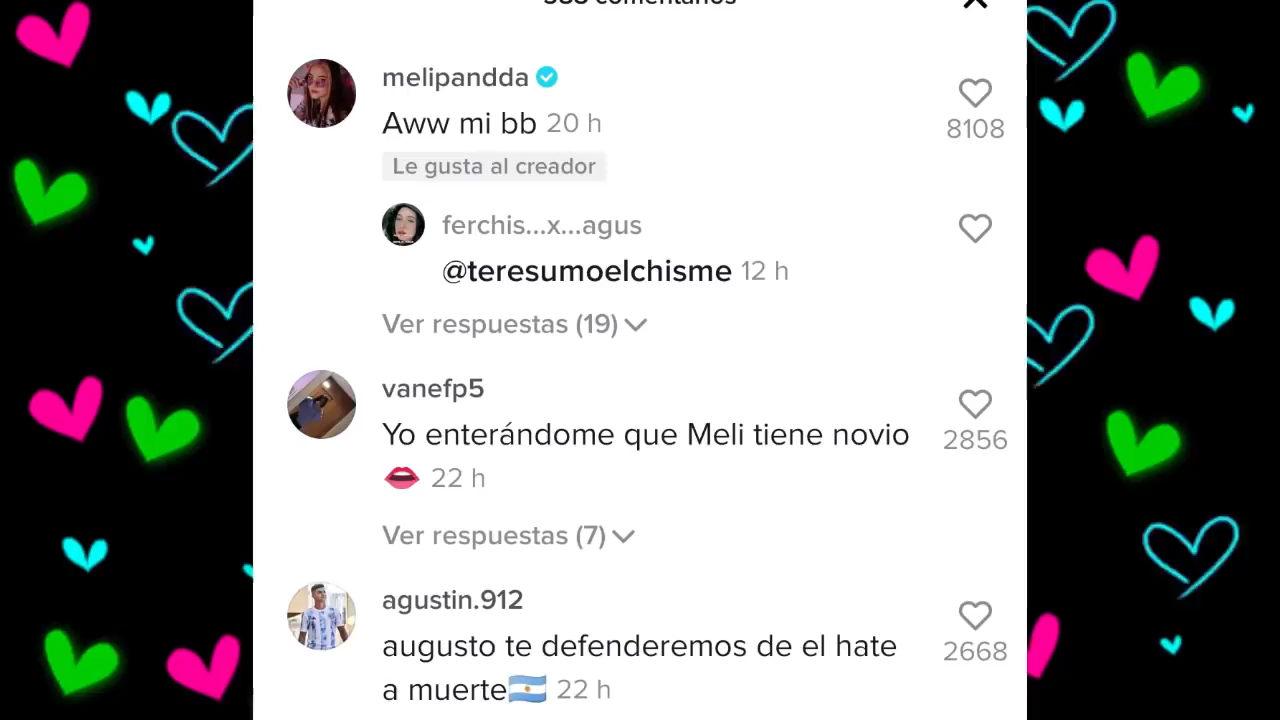 comentarios
melipandda
Aww mi bb 20 h
8108
Le gusta al creador
ferchis...x...agus
@teresumoelchisme 12 h
Ver respuestas (19)
vanefp5
Yo enterándome que Meli tiene novio
👄 22 h
2856
Ver respuestas (7)
agustin.912
augusto te defenderemos de el hate
a muerte🇦🇷 22 h
2668